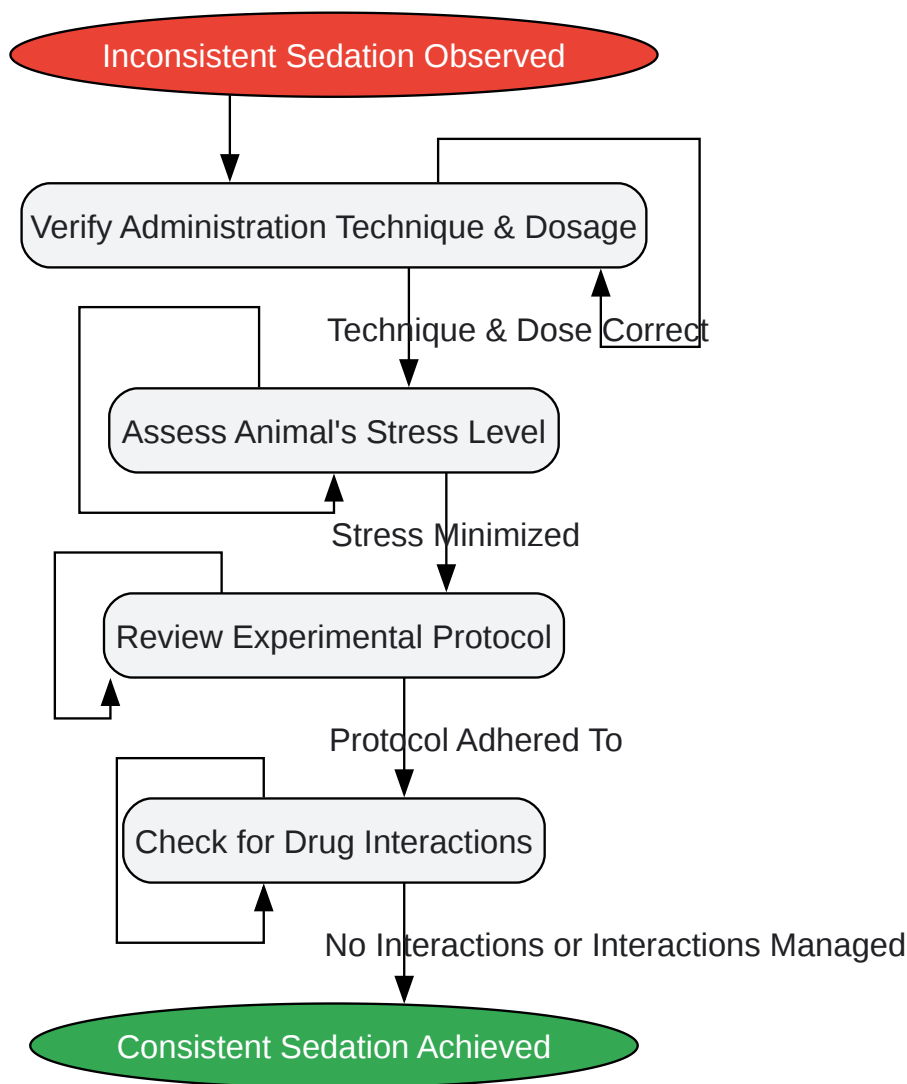 Inconsistent Sedation Observed
Verify Administration Technique & Dosage
Technique & Dose Correct
Assess Animal's Stress Level
Stress Minimized
Review Experimental Protocol
Protocol Adhered To
Check for Drug Interactions
No Interactions or Interactions Managed
Consistent Sedation Achieved